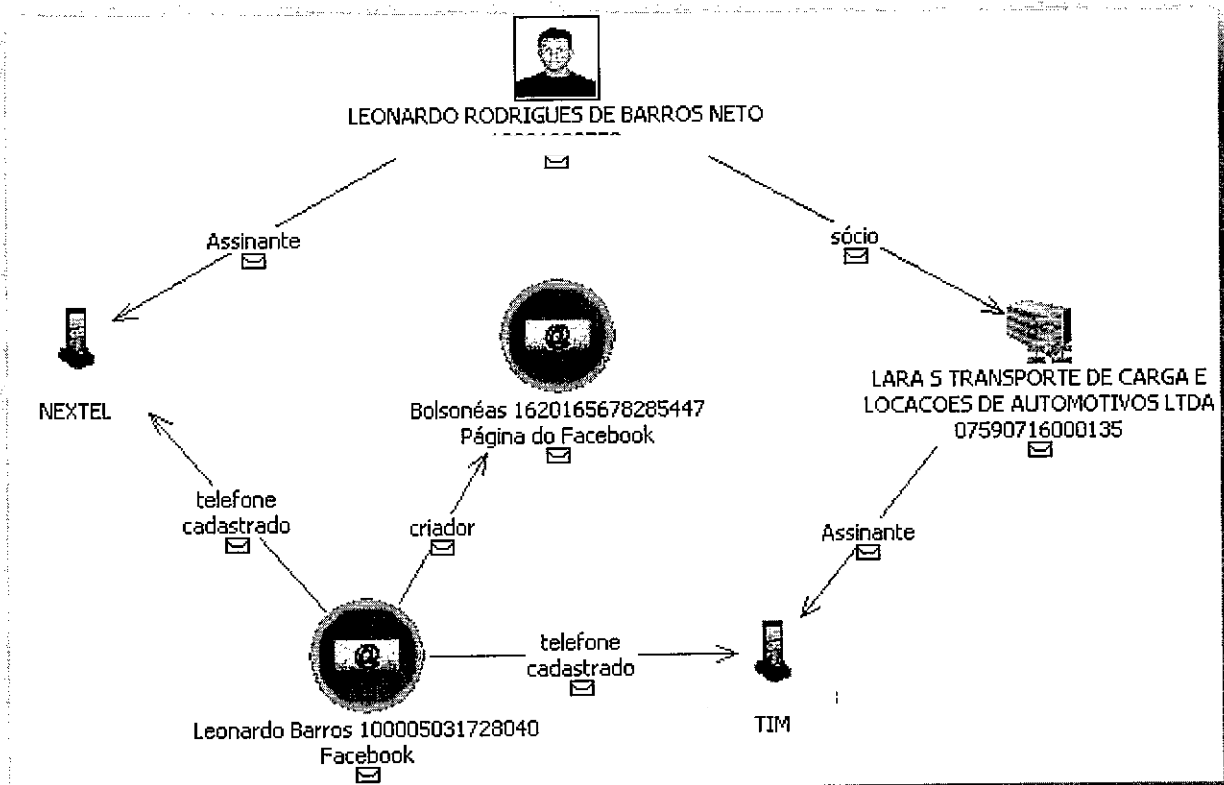 LEONARDO RODRIGUES DE BARROS NETO
Assinante
sócio
NEXTEL
Bolsonéas 1620165678285447
Página do Facebook
LARA S TRANSPORTE DE CARGA E
LOCACOES DE AUTOMOTIVOS LTDA
07590716000135
telefone
cadastrado
criador
Assinante
telefone
cadastrado
Leonardo Barros 100005031728040
Facebook
TIM